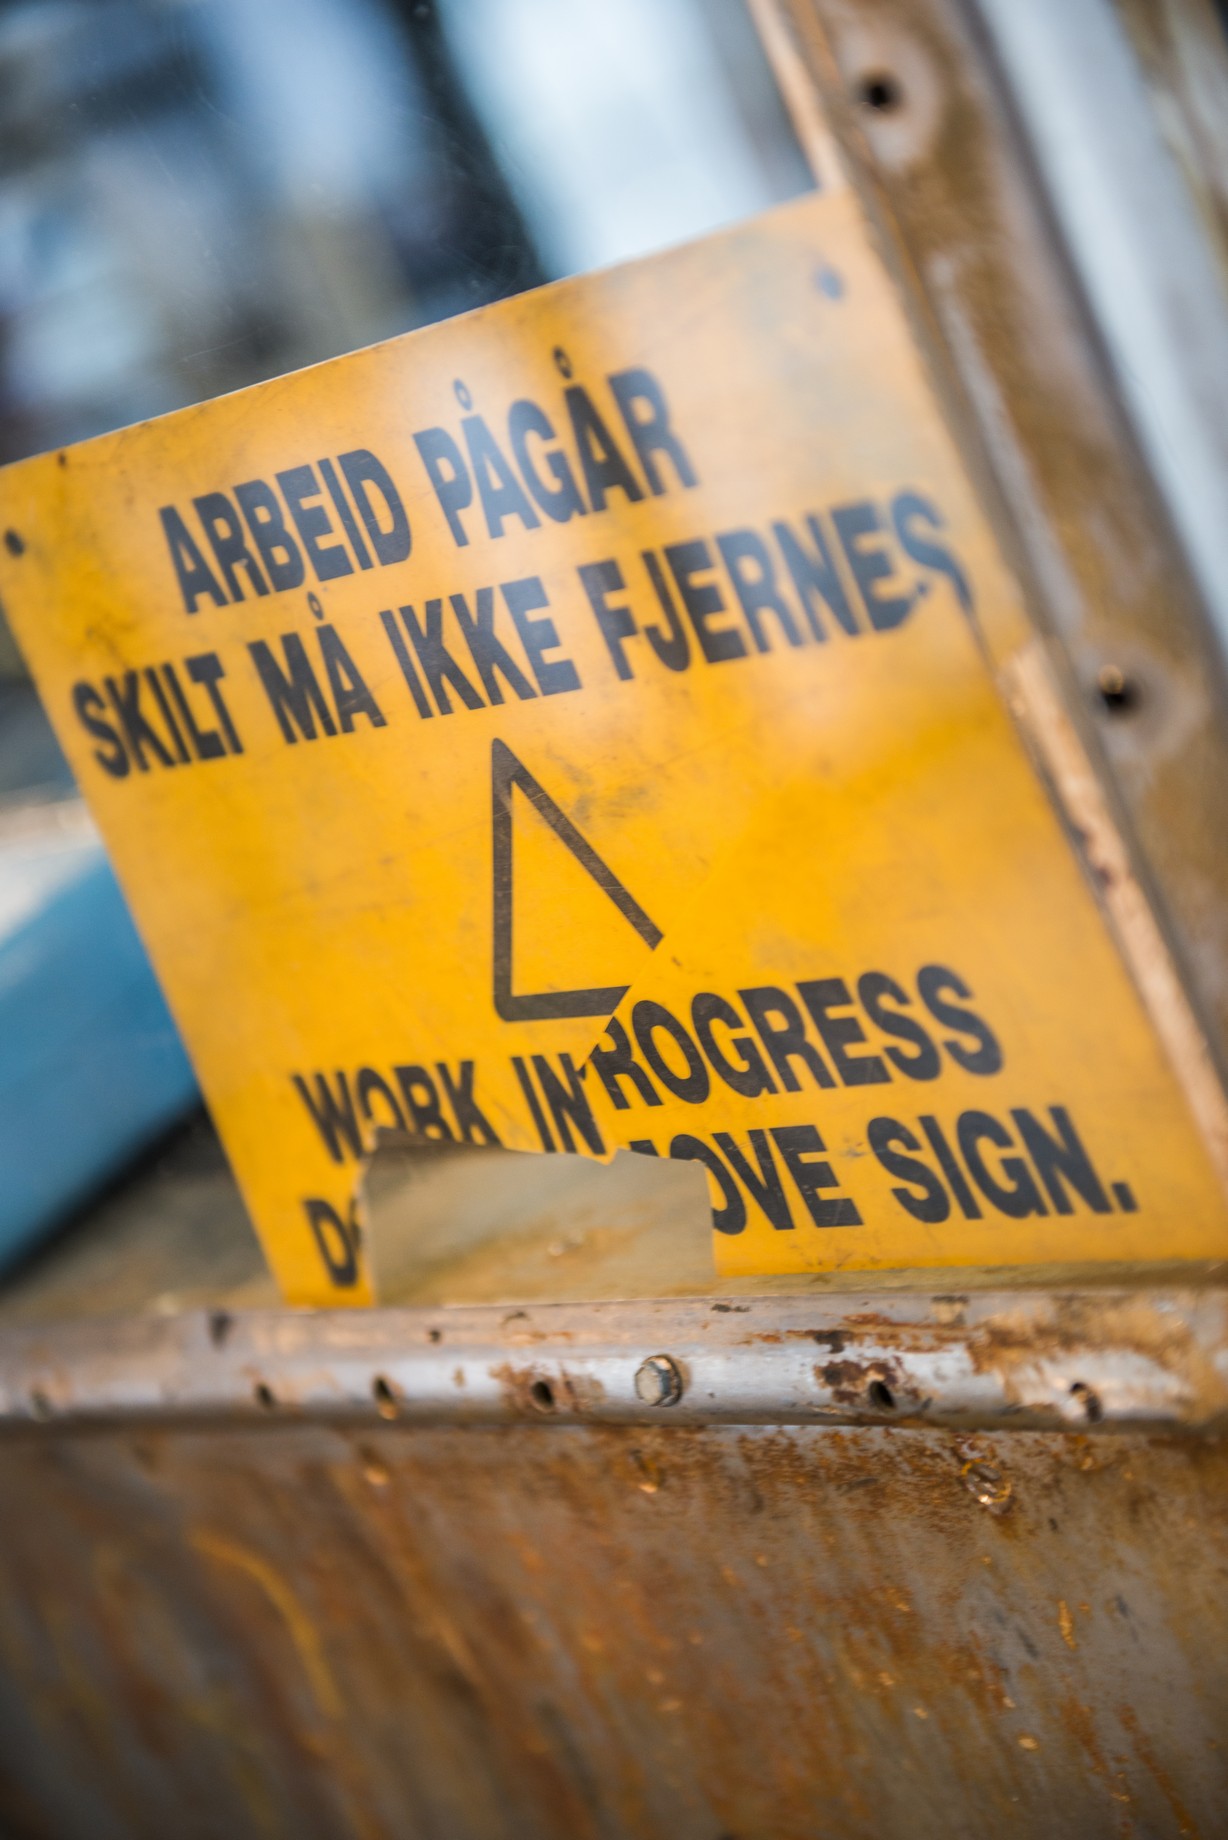 ARBEID PÅGÅR
SKILT MÅ IKKE FJERNES
WORK IN ROGRESS
D OVE SIGN.